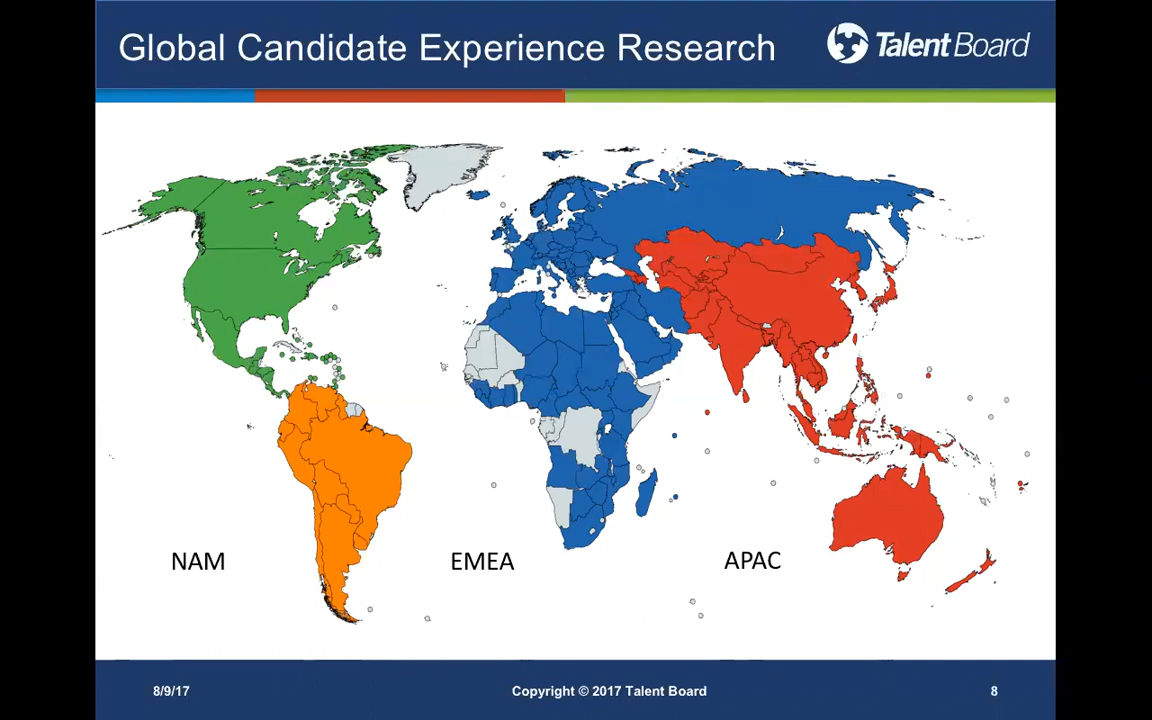 Global Candidate Experience Research
Talent Board
NAM
EMEA
APAC
8/9/17
Copyright © 2017 Talent Board
8